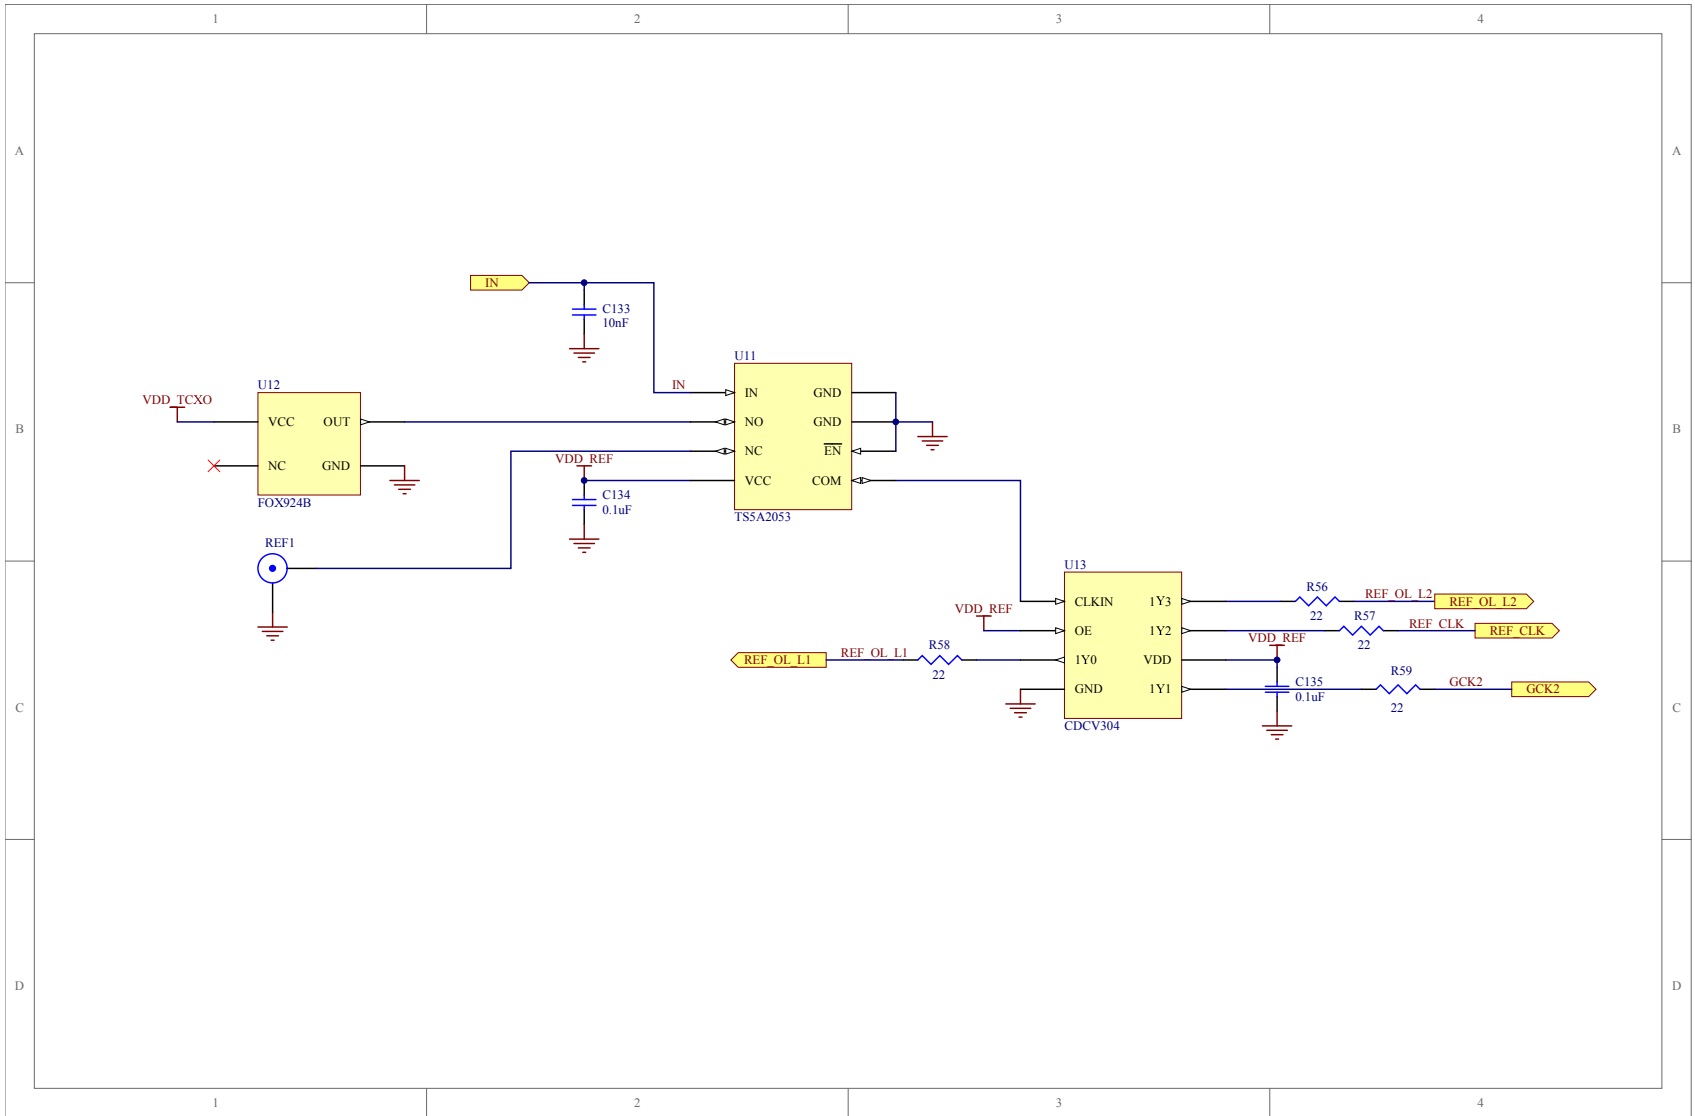 1 2 3 4
A A
IN
C133
10nF
U11
U12
IN
IN GND
VDD_TCXO
VCC OUT
NO GND
B B
NC EN
VDD_REF
NC GND
VCC COM
C134
0.1uF
FOX924B
TS5A2053
REF1
U13
R56
CLKIN 1Y3
REF_OL_L2
REF_OL_L2
VDD_REF
22
R57
OE 1Y2
REF_CLK
REF_CLK
VDD_REF
22
R58
REF_OL_L1
REF_OL_L1
1Y0 VDD
22
R59
C135
0.1uF
GND 1Y1
GCK2
GCK2
22
C C
CDCV304
D D
1 2 3 4